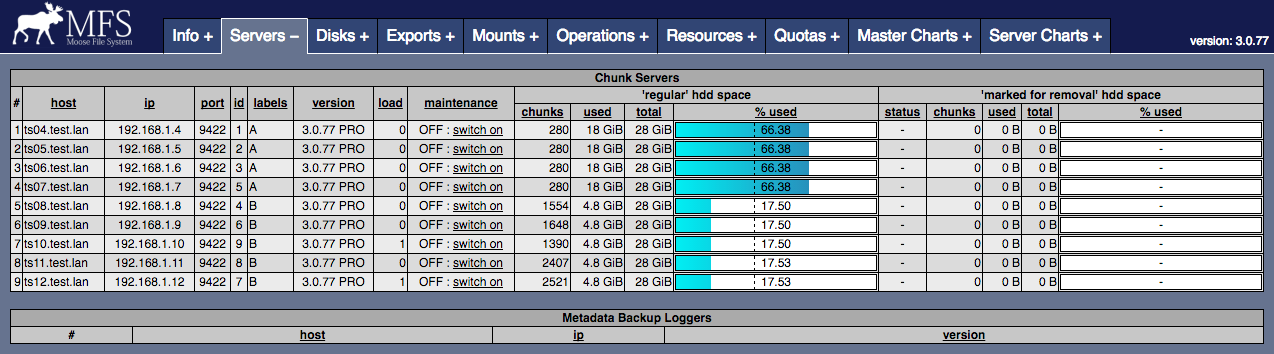 MFS
Moose File System
Info + Servers – Disks + Exports + Mounts + Operations + Resources + Quotas + Master Charts + Server Charts +
version: 3.0.77
Chunk Servers
# host ip port id labels version load maintenance 'regular' hdd space 'marked for removal' hdd space
chunks used total % used status chunks used total % used
1 ts04.test.lan 192.168.1.4 9422 1 A 3.0.77 PRO 0 OFF : switch on 280 18 GiB 28 GiB 66.38 - 0 0 B 0 B -
2 ts05.test.lan 192.168.1.5 9422 2 A 3.0.77 PRO 0 OFF : switch on 280 18 GiB 28 GiB 66.38 - 0 0 B 0 B -
3 ts06.test.lan 192.168.1.6 9422 3 A 3.0.77 PRO 0 OFF : switch on 280 18 GiB 28 GiB 66.38 - 0 0 B 0 B -
4 ts07.test.lan 192.168.1.7 9422 5 A 3.0.77 PRO 0 OFF : switch on 280 18 GiB 28 GiB 66.38 - 0 0 B 0 B -
5 ts08.test.lan 192.168.1.8 9422 4 B 3.0.77 PRO 0 OFF : switch on 1554 4.8 GiB 28 GiB 17.50 - 0 0 B 0 B -
6 ts09.test.lan 192.168.1.9 9422 6 B 3.0.77 PRO 0 OFF : switch on 1648 4.8 GiB 28 GiB 17.50 - 0 0 B 0 B -
7 ts10.test.lan 192.168.1.10 9422 9 B 3.0.77 PRO 1 OFF : switch on 1390 4.8 GiB 28 GiB 17.50 - 0 0 B 0 B -
8 ts11.test.lan 192.168.1.11 9422 8 B 3.0.77 PRO 0 OFF : switch on 2407 4.8 GiB 28 GiB 17.53 - 0 0 B 0 B -
9 ts12.test.lan 192.168.1.12 9422 7 B 3.0.77 PRO 1 OFF : switch on 2521 4.8 GiB 28 GiB 17.53 - 0 0 B 0 B -
Metadata Backup Loggers
# host ip version